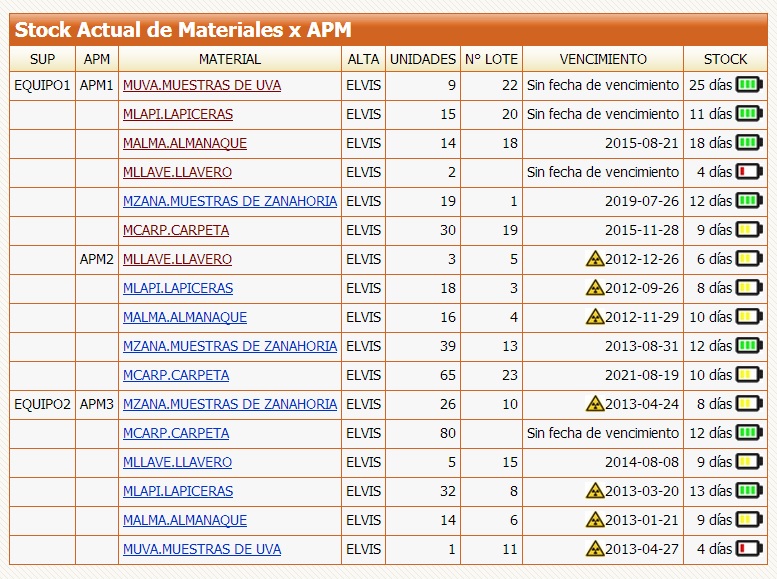 Stock Actual de Materiales x APM
SUP APM MATERIAL ALTA UNIDADES N° LOTE VENCIMIENTO STOCK
EQUIPO1 APM1 MUVA.MUESTRAS DE UVA ELVIS 9 22 Sin fecha de vencimiento 25 días
MLAPI.LAPICERAS ELVIS 15 20 Sin fecha de vencimiento 11 días
MALMA.ALMANAQUE ELVIS 14 18 2015-08-21 18 días
MLLAVE.LLAVERO ELVIS 2 Sin fecha de vencimiento 4 días
MZANA.MUESTRAS DE ZANAHORIA ELVIS 19 1 2019-07-26 12 días
MCARP.CARPETA ELVIS 30 19 2015-11-28 9 días
APM2 MLLAVE.LLAVERO ELVIS 3 5 2012-12-26 6 días
MLAPI.LAPICERAS ELVIS 18 3 2012-09-26 8 días
MALMA.ALMANAQUE ELVIS 16 4 2012-11-29 10 días
MZANA.MUESTRAS DE ZANAHORIA ELVIS 39 13 2013-08-31 12 días
MCARP.CARPETA ELVIS 65 23 2021-08-19 10 días
EQUIPO2 APM3 MZANA.MUESTRAS DE ZANAHORIA ELVIS 26 10 2013-04-24 8 días
MCARP.CARPETA ELVIS 80 Sin fecha de vencimiento 12 días
MLLAVE.LLAVERO ELVIS 5 15 2014-08-08 9 días
MLAPI.LAPICERAS ELVIS 32 8 2013-03-20 13 días
MALMA.ALMANAQUE ELVIS 14 6 2013-01-21 9 días
MUVA.MUESTRAS DE UVA ELVIS 1 11 2013-04-27 4 días